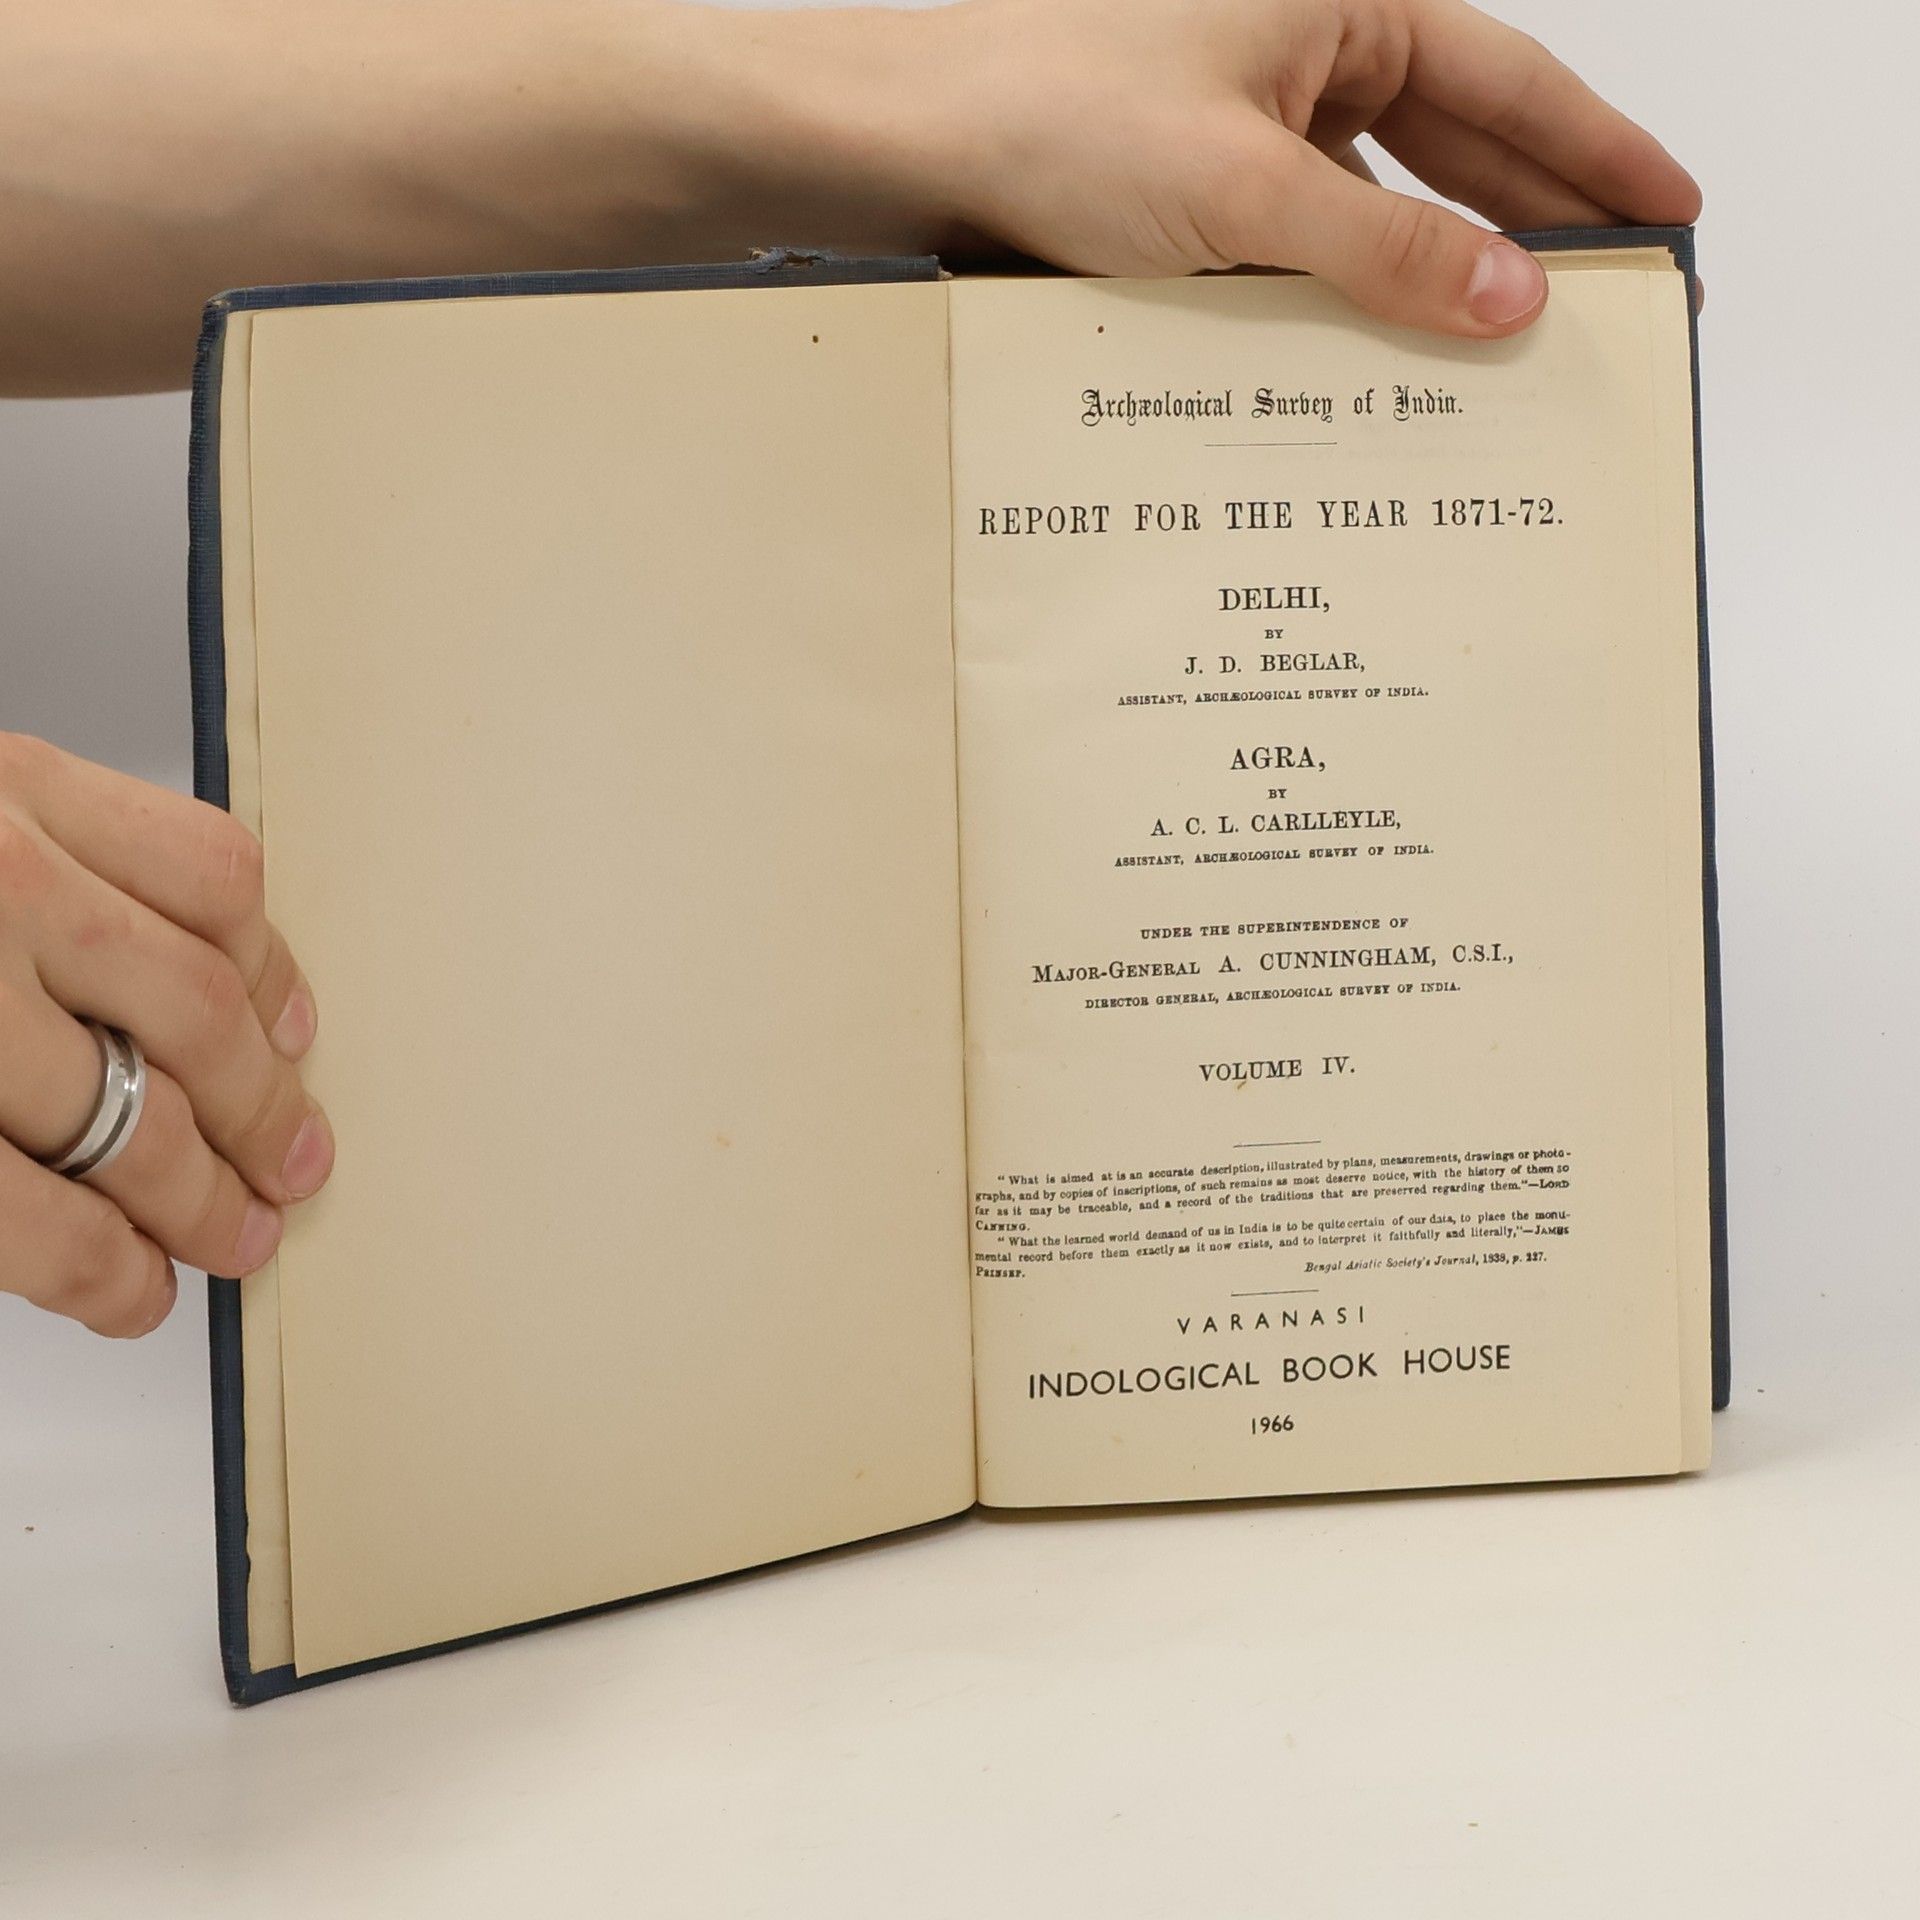 Archæological Survey of India.
REPORT FOR THE YEAR 1871-72.
DELHI,
BY
J. D. BEGLAR,
ASSISTANT, ARCHÆOLOGICAL SURVEY OF INDIA.
AGRA,
BY
A. C. L. CARLLEYLE,
ASSISTANT, ARCHÆOLOGICAL SURVEY OF INDIA.
UNDER THE SUPERINTENDENCE OF
MAJOR-GENERAL A. CUNNINGHAM, C.S.I.,
DIRECTOR GENERAL, ARCHÆOLOGICAL SURVEY OF INDIA.
VOLUME IV.
“ What is aimed at is an accurate description, illustrated by plans, measurements, drawings or photo-
graphs, and by copies of inscriptions, of such remains as most deserve notice, with the history of them so
far as it may be traceable, and a record of the traditions that are preserved regarding them.”—LORD
CANNING.
“ What the learned world demand of us in India is to be quite certain of our data, to place the monu-
mental record before them exactly as it now exists, and to interpret it faithfully and literally,”—JAMES
PRINSEP.
Bengal Asiatic Society's Journal, 1838, p. 227.
VARANASI
INDOLOGICAL BOOK HOUSE
1966